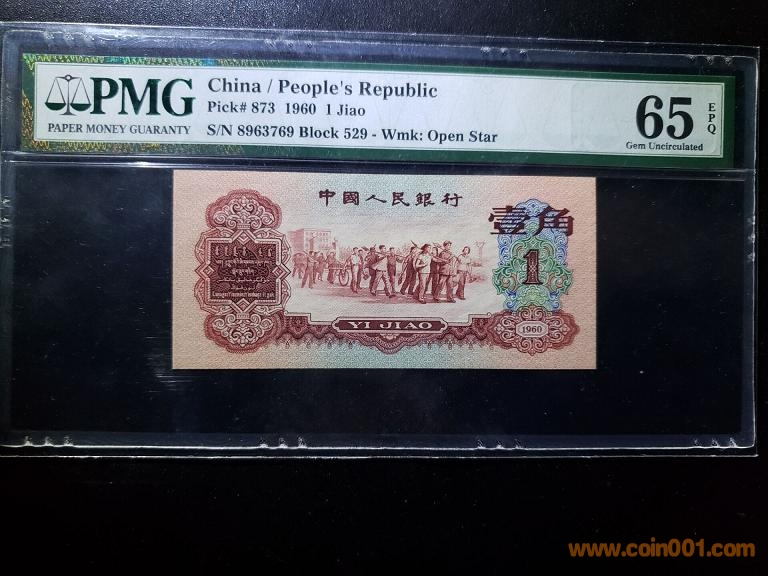 PMG
PAPER MONEY GUARANTY
China / People's Republic
Pick# 873 1960 1 Jiao
S/N 8963769 Block 529 - Wmk: Open Star
65 EPQ
Gem Uncirculated
中國人民銀行
壹角
1
YI JIAO
1960
www.coin001.com